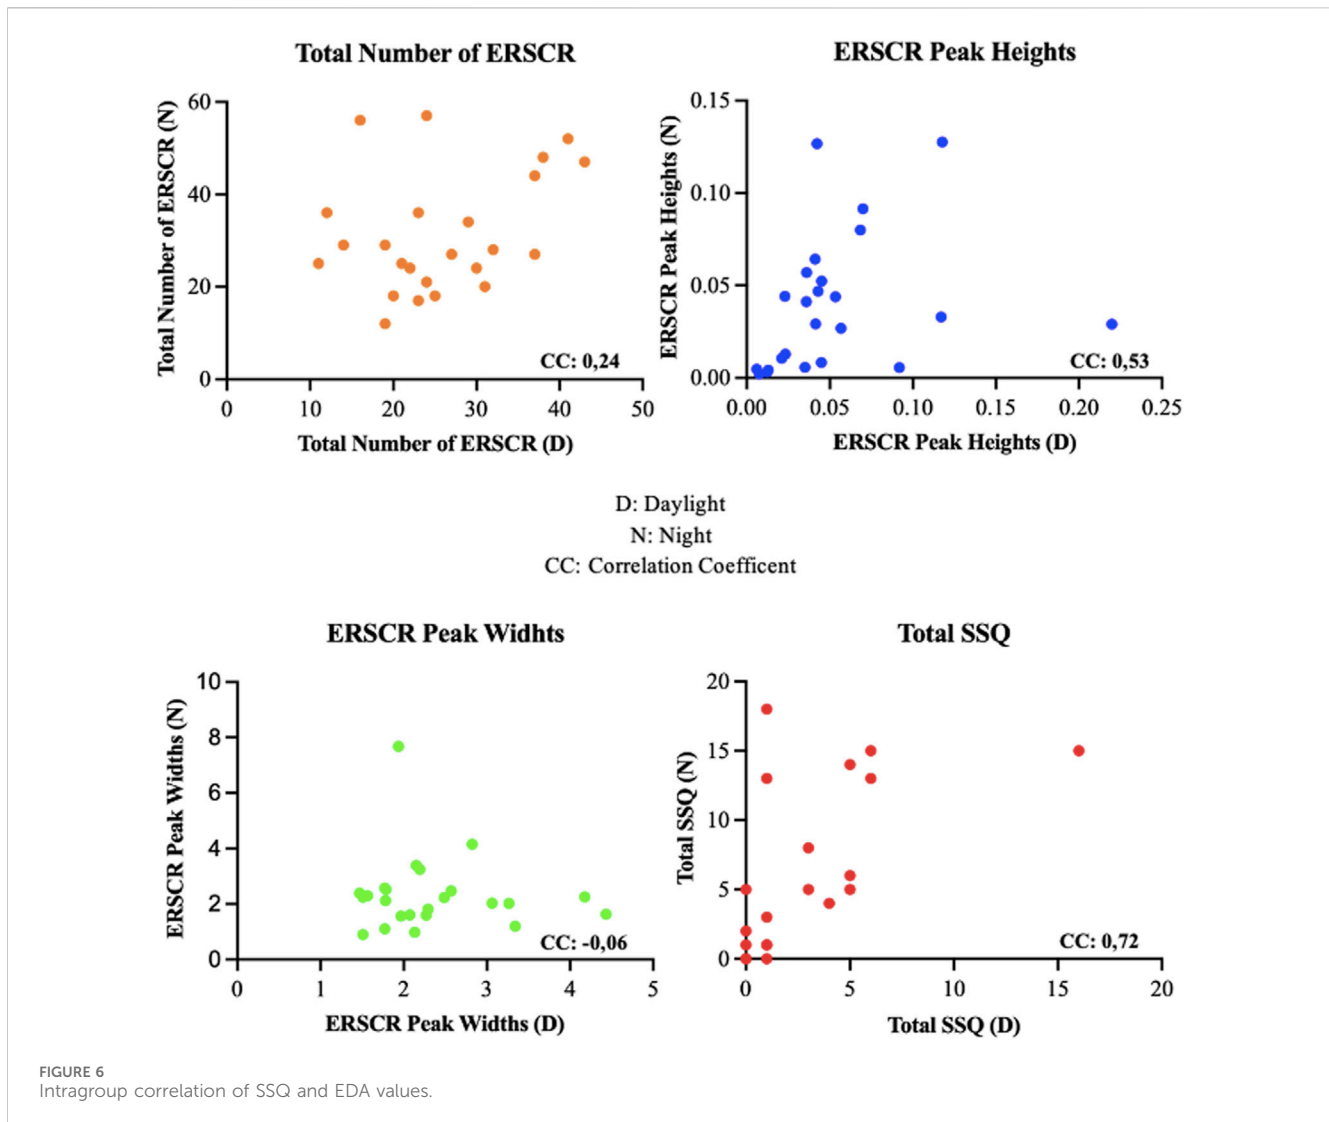 Total Number of ERSCR
Total Number of ERSCR (N)
60
40
20
0
0
10
20
30
40
50
CC: 0,24
Total Number of ERSCR (D)
ERSCR Peak Heights
ERSCR Peak Heights (N)
0.15
0.10
0.05
0.00
0.00
0.05
0.10
0.15
0.20
0.25
CC: 0,53
ERSCR Peak Heights (D)
D: Daylight
N: Night
CC: Correlation Coefficent
ERSCR Peak Widhts
ERSCR Peak Widths (N)
10
8
6
4
2
0
0
1
2
3
4
5
CC: -0,06
ERSCR Peak Widths (D)
Total SSQ
Total SSQ (N)
20
15
10
5
0
0
5
10
15
20
CC: 0,72
Total SSQ (D)
FIGURE 6
Intragroup correlation of SSQ and EDA values.